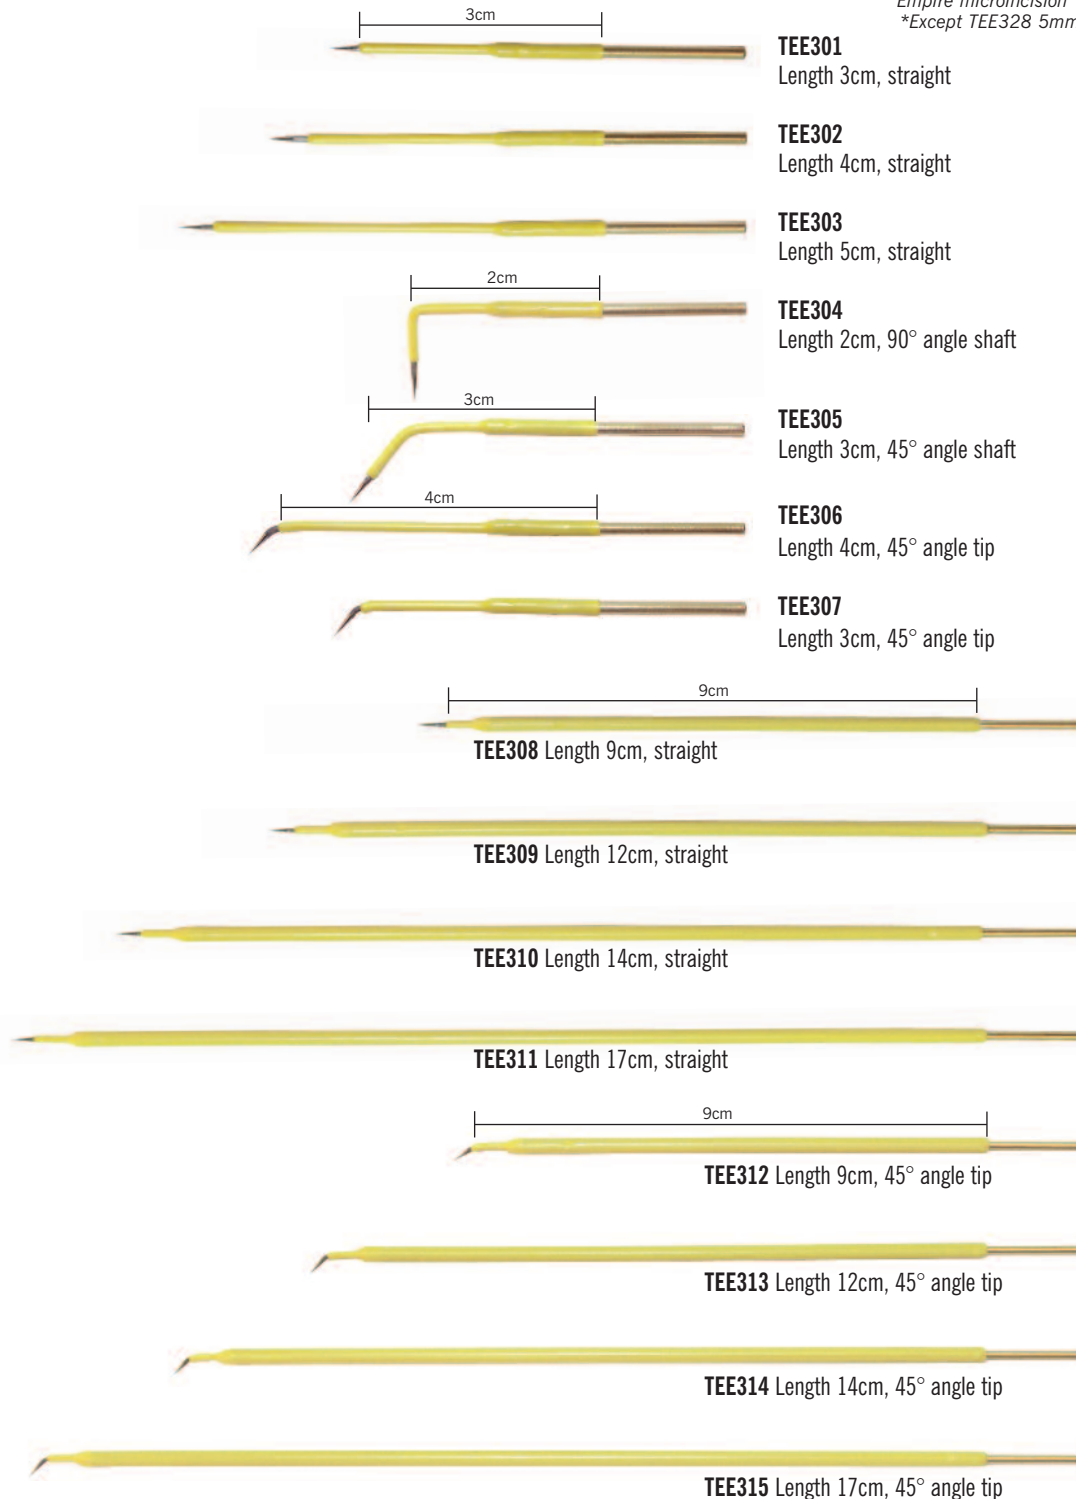 Empire microincision
*Except TEE328 5mm
3cm
TEE301
Length 3cm, straight
TEE302
Length 4cm, straight
TEE303
Length 5cm, straight
2cm
TEE304
Length 2cm, 90° angle shaft
3cm
TEE305
Length 3cm, 45° angle shaft
4cm
TEE306
Length 4cm, 45° angle tip
TEE307
Length 3cm, 45° angle tip
9cm
TEE308 Length 9cm, straight
TEE309 Length 12cm, straight
TEE310 Length 14cm, straight
TEE311 Length 17cm, straight
9cm
TEE312 Length 9cm, 45° angle tip
TEE313 Length 12cm, 45° angle tip
TEE314 Length 14cm, 45° angle tip
TEE315 Length 17cm, 45° angle tip